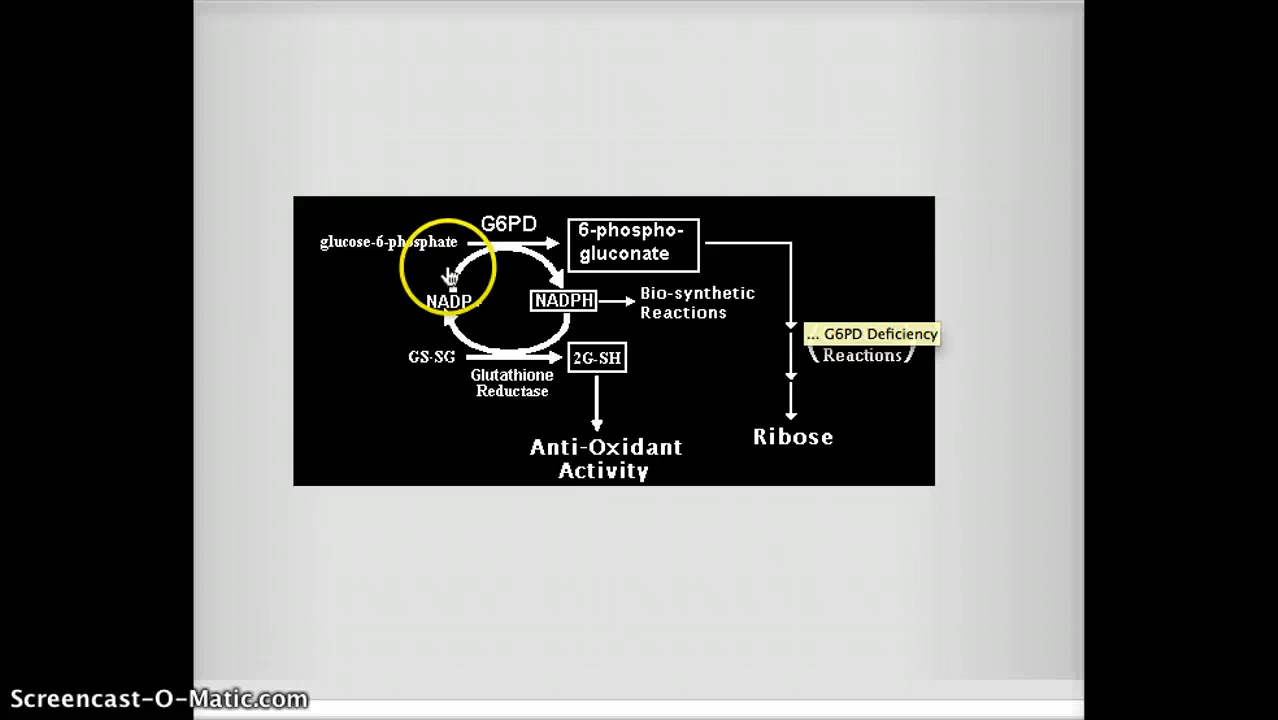 G6PD
glucose-6-phosphate
6-phospho-
gluconate
NADP
NADPH
Bio-synthetic
Reactions
... G6PD Deficiency
(Reactions)
GS-SG
2G-SH
Glutathione
Reductase
Anti-Oxidant
Activity
Ribose
Screencast-O-Matic.com